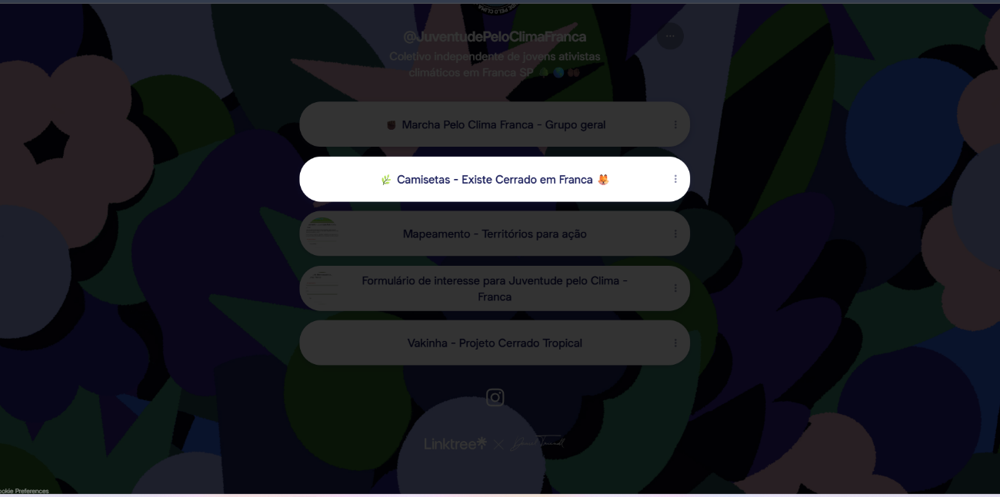 PELO CLIMA
@JuventudePeloClimaFranca
...
Coletivo independente de jovens ativistas
climáticos em Franca SP
Marcha Pelo Clima Franca - Grupo geral
🌿 Camisetas - Existe Cerrado em Franca 🦊
Mapeamento - Territórios para ação
Formulário de interesse para Juventude pelo Clima -
Franca
Vakinha - Projeto Cerrado Tropical
Linktree
ookie Preferences